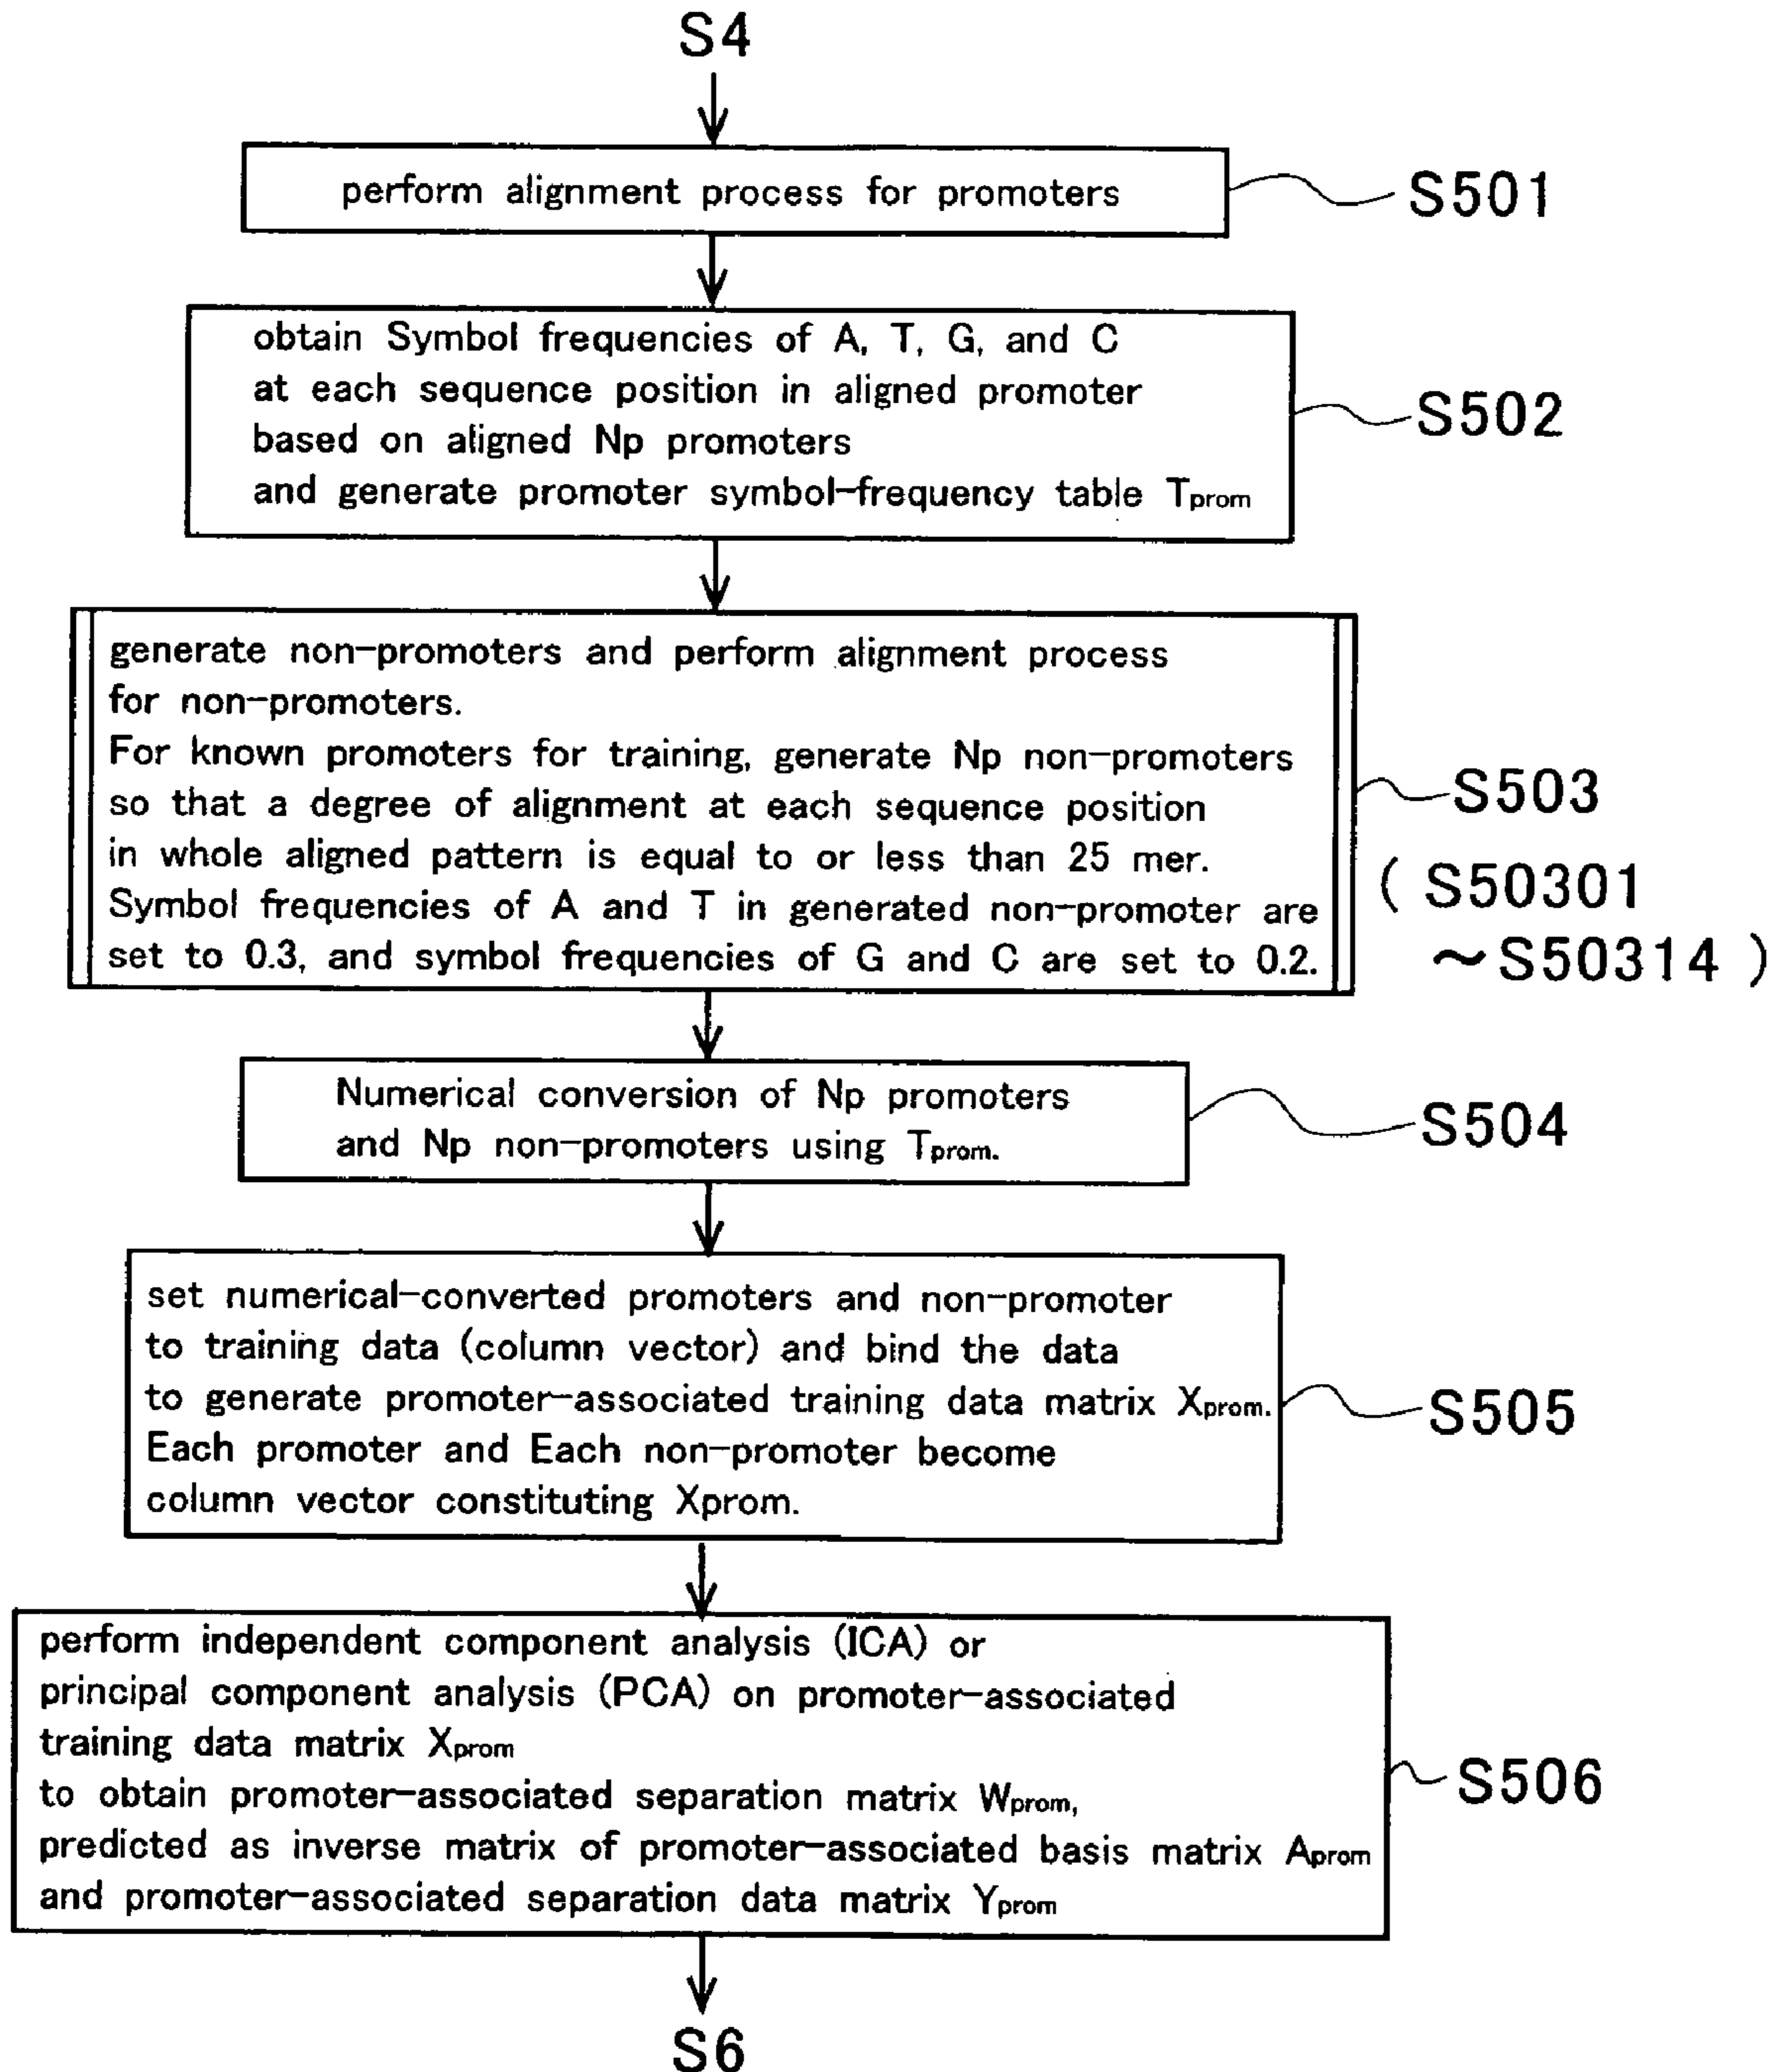 S4
perform alignment process for promoters
S501
obtain Symbol frequencies of A, T, G, and C
at each sequence position in aligned promoter
based on aligned Np promoters
and generate promoter symbol-frequency table Tprom
S502
generate non-promoters and perform alignment process
for non-promoters.
For known promoters for training, generate Np non-promoters
so that a degree of alignment at each sequence position
in whole aligned pattern is equal to or less than 25 mer.
Symbol frequencies of A and T in generated non-promoter are
set to 0.3, and symbol frequencies of G and C are set to 0.2.
S503
( S50301
~S50314 )
Numerical conversion of Np promoters
and Np non-promoters using Tprom.
S504
set numerical-converted promoters and non-promoter
to training data (column vector) and bind the data
to generate promoter-associated training data matrix Xprom.
Each promoter and Each non-promoter become
column vector constituting Xprom.
S505
perform independent component analysis (ICA) or
principal component analysis (PCA) on promoter-associated
training data matrix Xprom
to obtain promoter-associated separation matrix Wprom,
predicted as inverse matrix of promoter-associated basis matrix Aprom
and promoter-associated separation data matrix Yprom
S506
S6